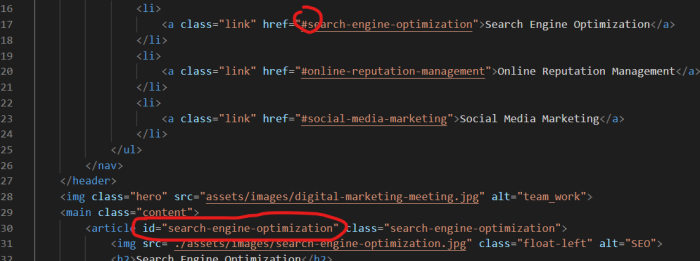 16 <li>
17 <a class="link" href="#search-engine-optimization">Search Engine Optimization</a>
18 </li>
19 <li>
20 <a class="link" href="#online-reputation-management">Online Reputation Management</a>
21 </li>
22 <li>
23 <a class="link" href="#social-media-marketing">Social Media Marketing</a>
24 </li>
25 </ul>
26 </nav>
27 </header>
28 <img class="hero" src="assets/images/digital-marketing-meeting.jpg" alt="team_work">
29 <main class="content">
30 <article id="search-engine-optimization" class="search-engine-optimization">
31 <img src="./assets/images/search-engine-optimization.jpg" class="float-left" alt="SEO">
32 <h2>Search Engine Optimization</h2>